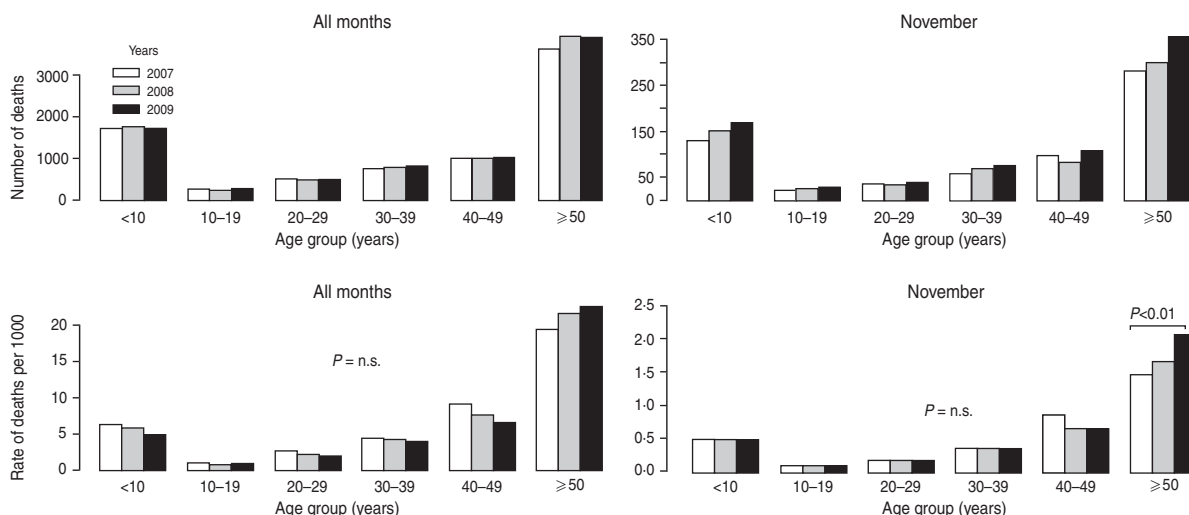 All months
Years
2007
2008
2009
Number of deaths
3000
2000
1000
0
<10 10–19 20–29 30–39 40–49 ⩾50
Age group (years)
November
350
250
150
50
0
<10 10–19 20–29 30–39 40–49 ⩾50
Age group (years)
All months
Rate of deaths per 1000
20
15
10
5
0
P = n.s.
<10 10–19 20–29 30–39 40–49 ⩾50
Age group (years)
November
2·5
2·0
1·5
1·0
0·5
0·0
P<0.01
P = n.s.
<10 10–19 20–29 30–39 40–49 ⩾50
Age group (years)